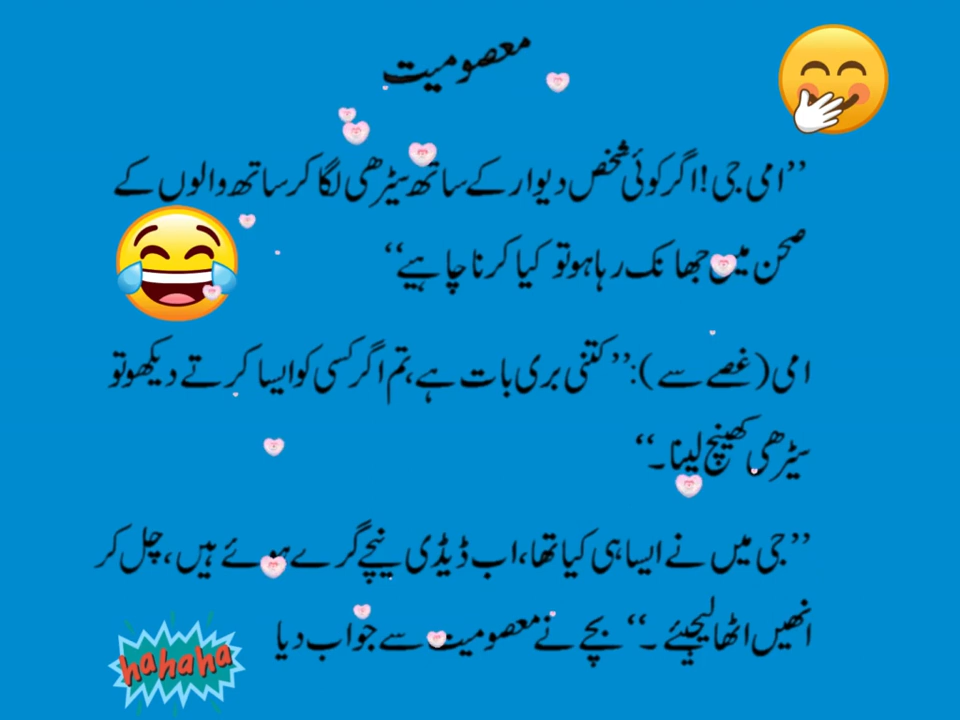 معصومیت
’’امی جی! اگر کوئی شخص دیوار کے ساتھ سیڑھی لگا کر ساتھ والوں کے
صحن میں جھانک رہا ہو تو کیا کرنا چاہیے‘‘
امی (غصے سے): ’’کتنی بری بات ہے، تم اگر کسی کو ایسا کرتے دیکھو تو
سیڑھی کھینچ لینا۔‘‘
’’جی میں نے ایسا ہی کیا تھا، اب ڈیڈی نیچے گرے ہوئے ہیں، چل کر
انھیں اٹھا لیجیئے۔‘‘ بچے نے معصومیت سے جواب دیا
hahaha